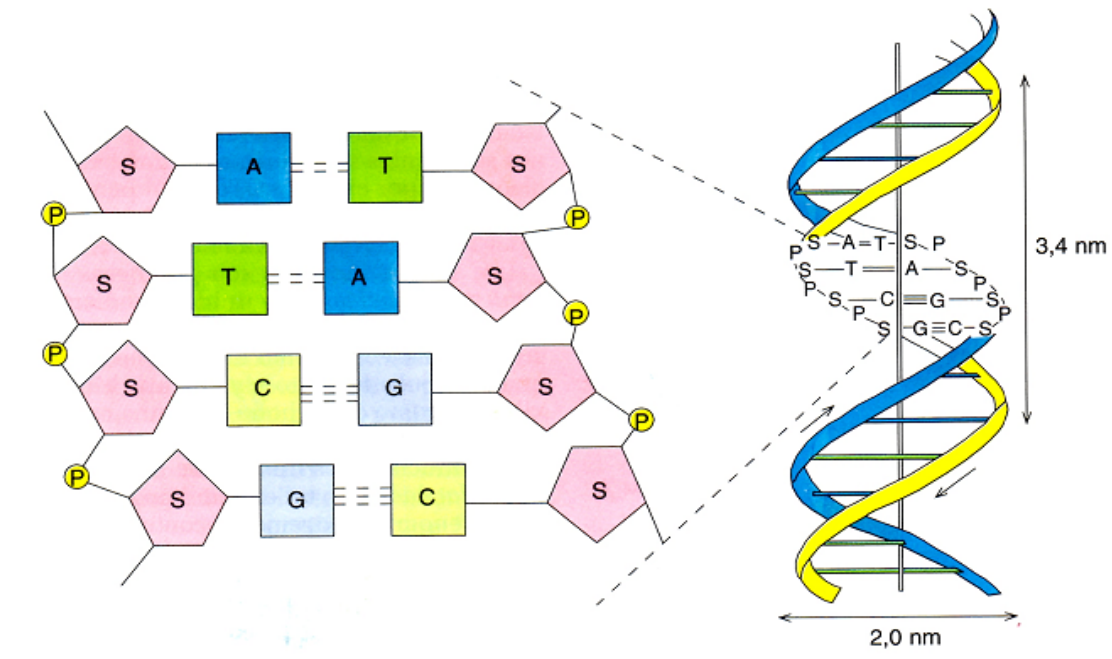 S A T S
P P
T A
S S
P
P
S C G S
P
P
S G C S
S–A=T–S P
P
S–T=A–S
P P
S–C≡G–S
P P
S G≡C–S
3,4 nm
2,0 nm